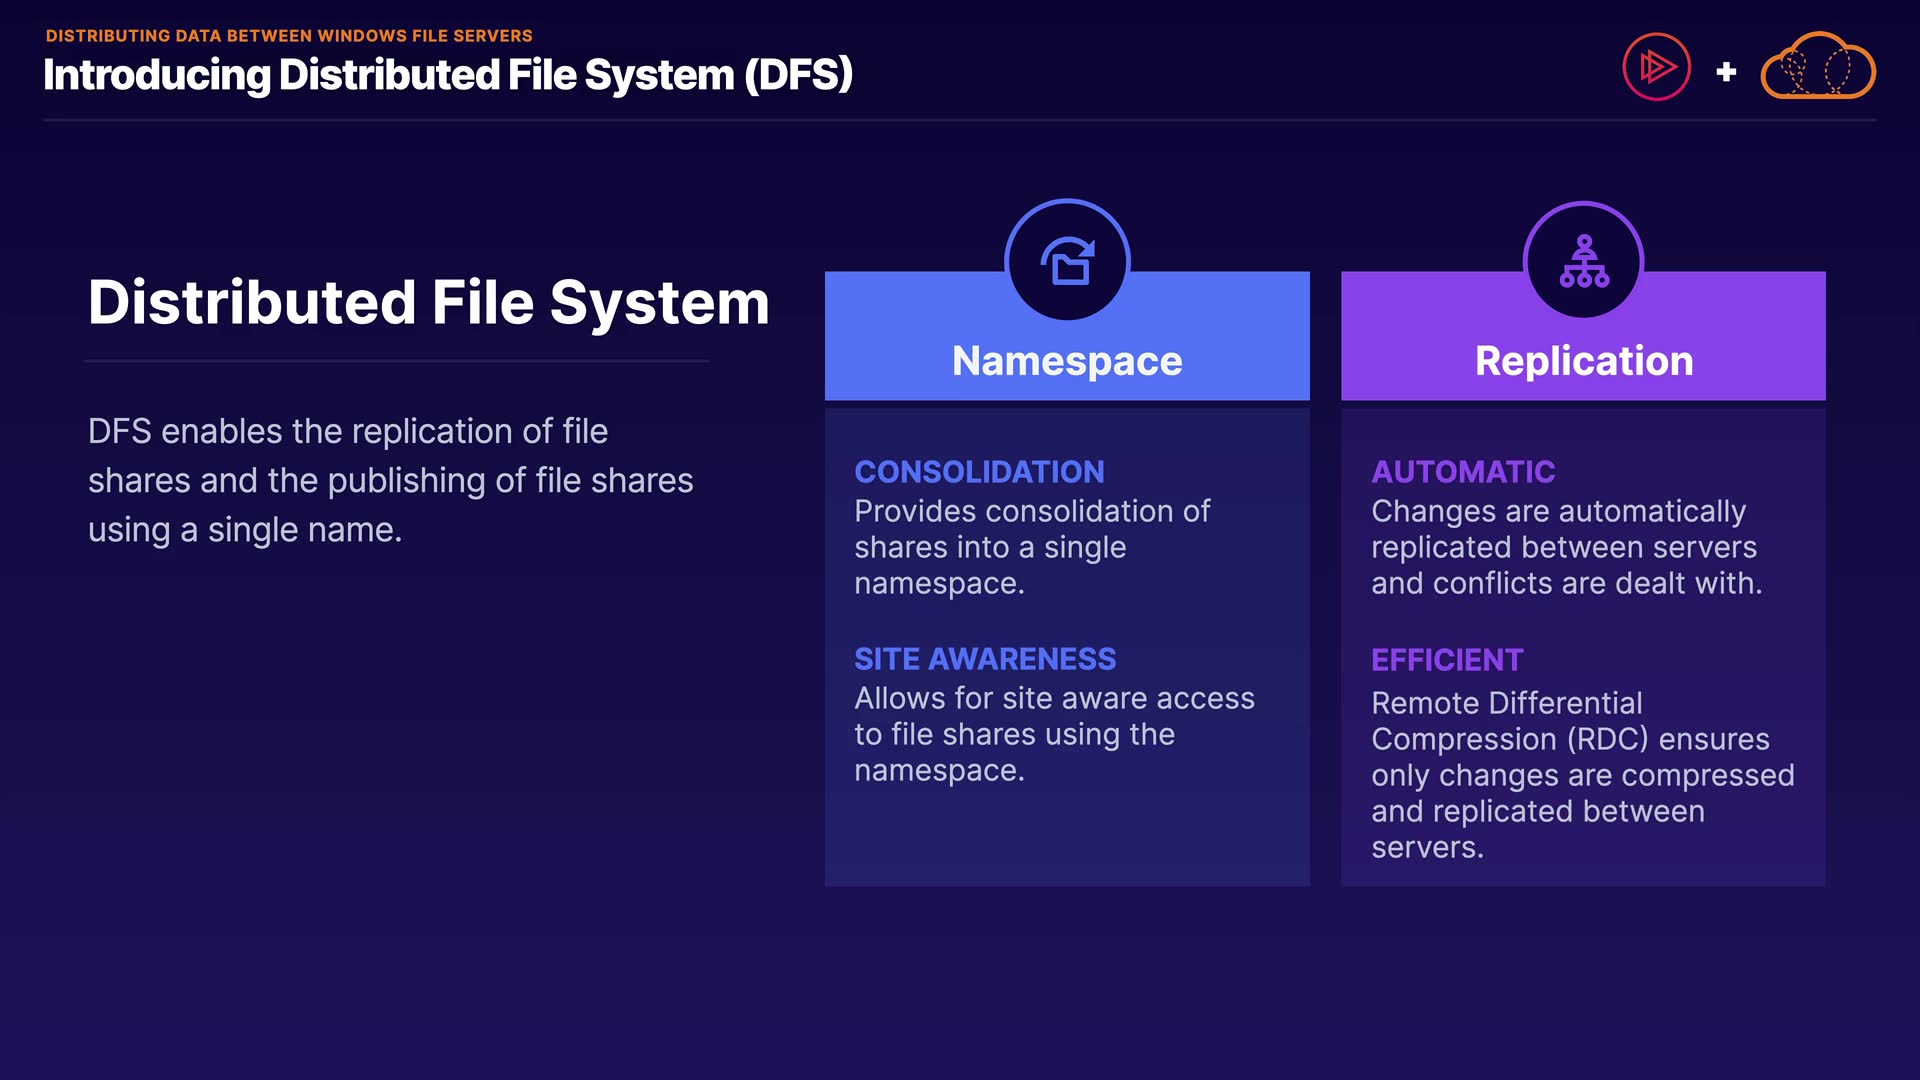 DISTRIBUTING DATA BETWEEN WINDOWS FILE SERVERS
Introducing Distributed File System (DFS)
+
Distributed File System
DFS enables the replication of file
shares and the publishing of file shares
using a single name.
Namespace
CONSOLIDATION
Provides consolidation of
shares into a single
namespace.
SITE AWARENESS
Allows for site aware access
to file shares using the
namespace.
Replication
AUTOMATIC
Changes are automatically
replicated between servers
and conflicts are dealt with.
EFFICIENT
Remote Differential
Compression (RDC) ensures
only changes are compressed
and replicated between
servers.